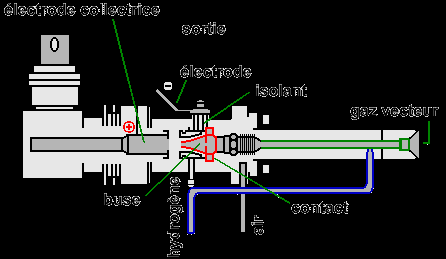 électrode collectrice
sortie
électrode
isolant
gaz vecteur
buse
contact
hydrogène
air